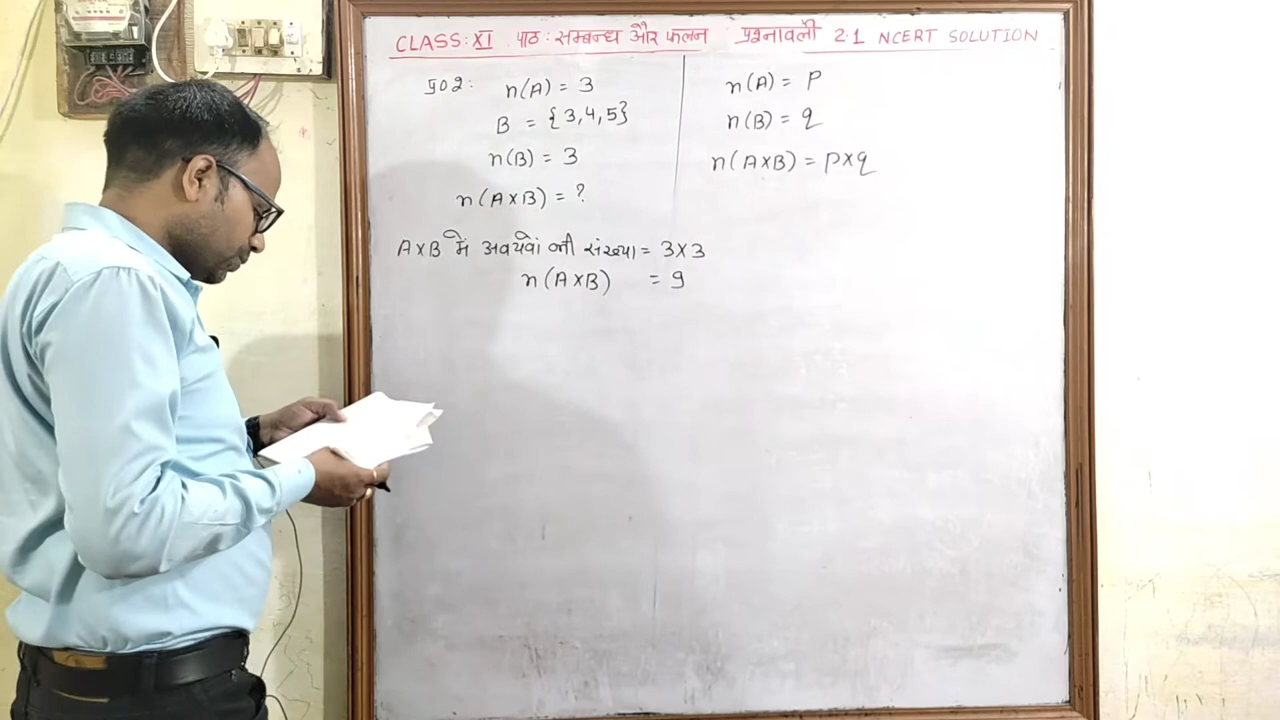 CLASS: XI पाठ: सम्बन्ध और फलन प्रश्नावली 2.1 NCERT SOLUTION
प्र02: n(A) = 3
B = {3,4,5}
n(B) = 3
n(A×B) = ?
n(A) = P
n(B) = q
n(A×B) = p×q
A×B में अवयवों की संख्या = 3×3
n(A×B) = 9